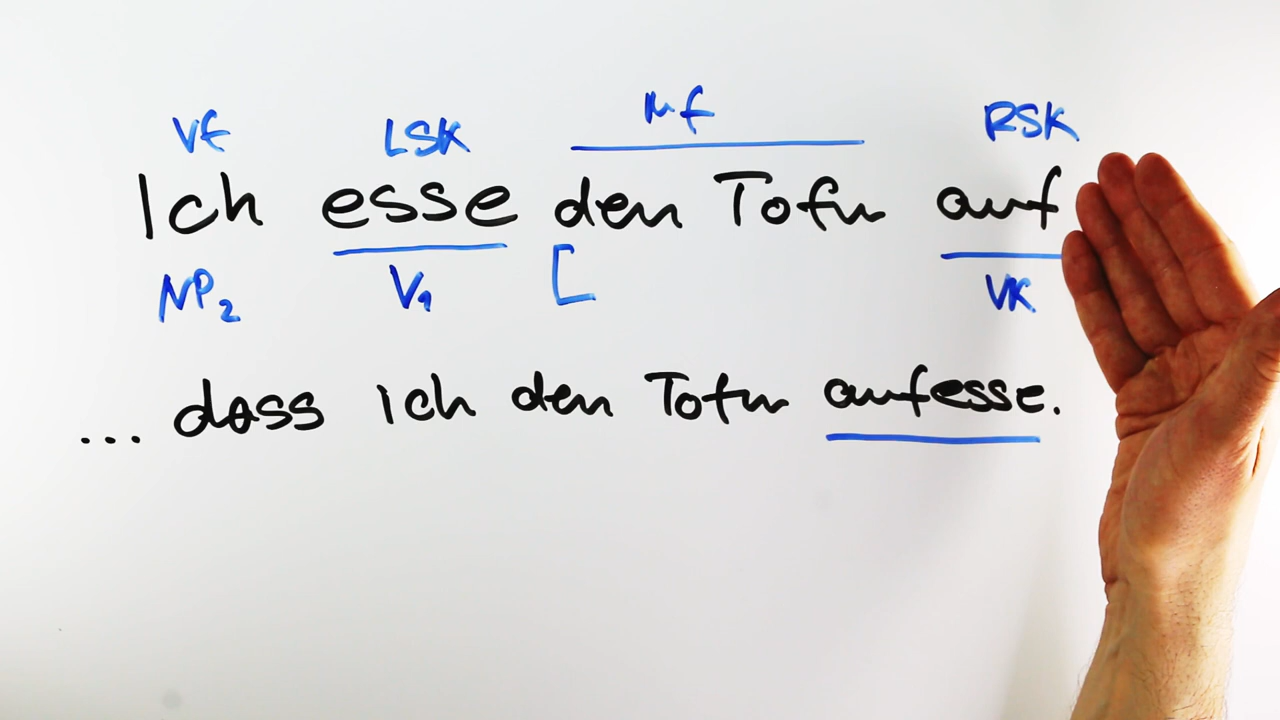 Vf LSK Mf RSK
Ich esse den Tofu auf
NP2 V1 [ VK
... dass ich den Tofu aufesse.